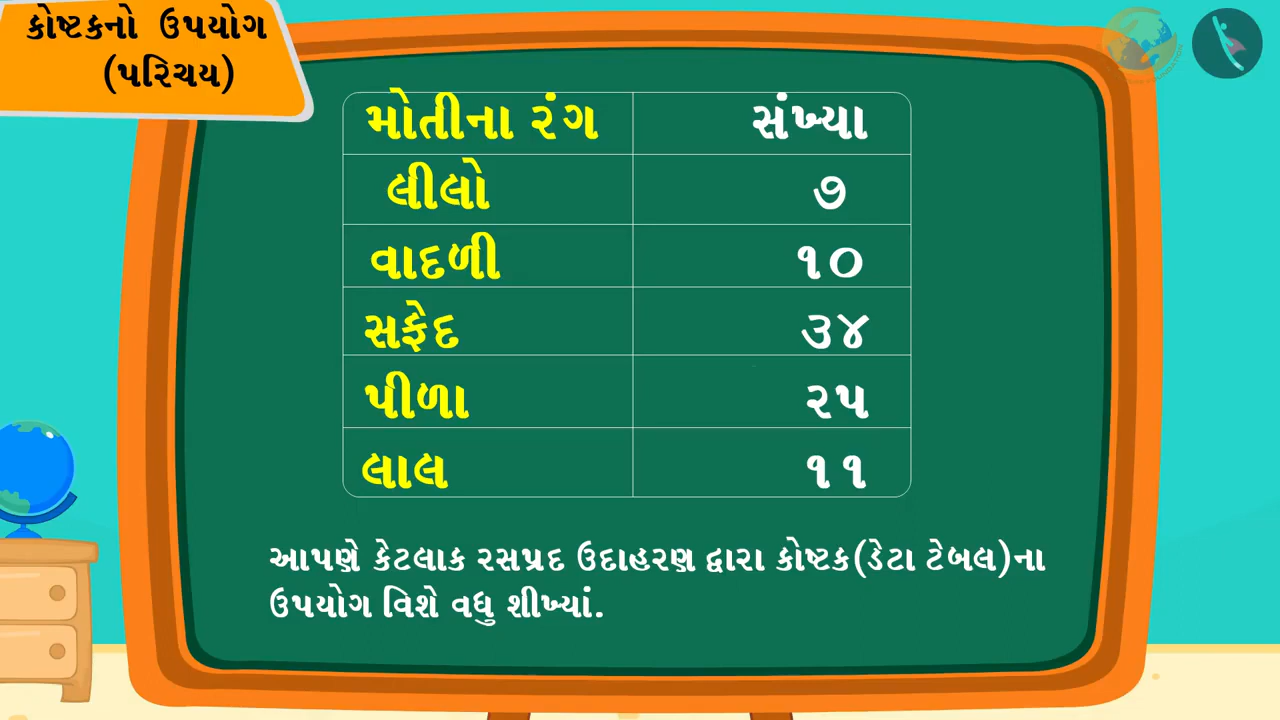 કોષ્ટકનો ઉપયોગ
(પરિચય)
મોતીના રંગ સંખ્યા
લીલો ૭
વાદળી ૧૦
સફેદ ૩૪
પીળા ૨૫
લાલ ૧૧
આપણે કેટલાક રસપ્રદ ઉદાહરણ દ્વારા કોષ્ટક(ડેટા ટેબલ)ના
ઉપયોગ વિશે વધુ શીખ્યાં.